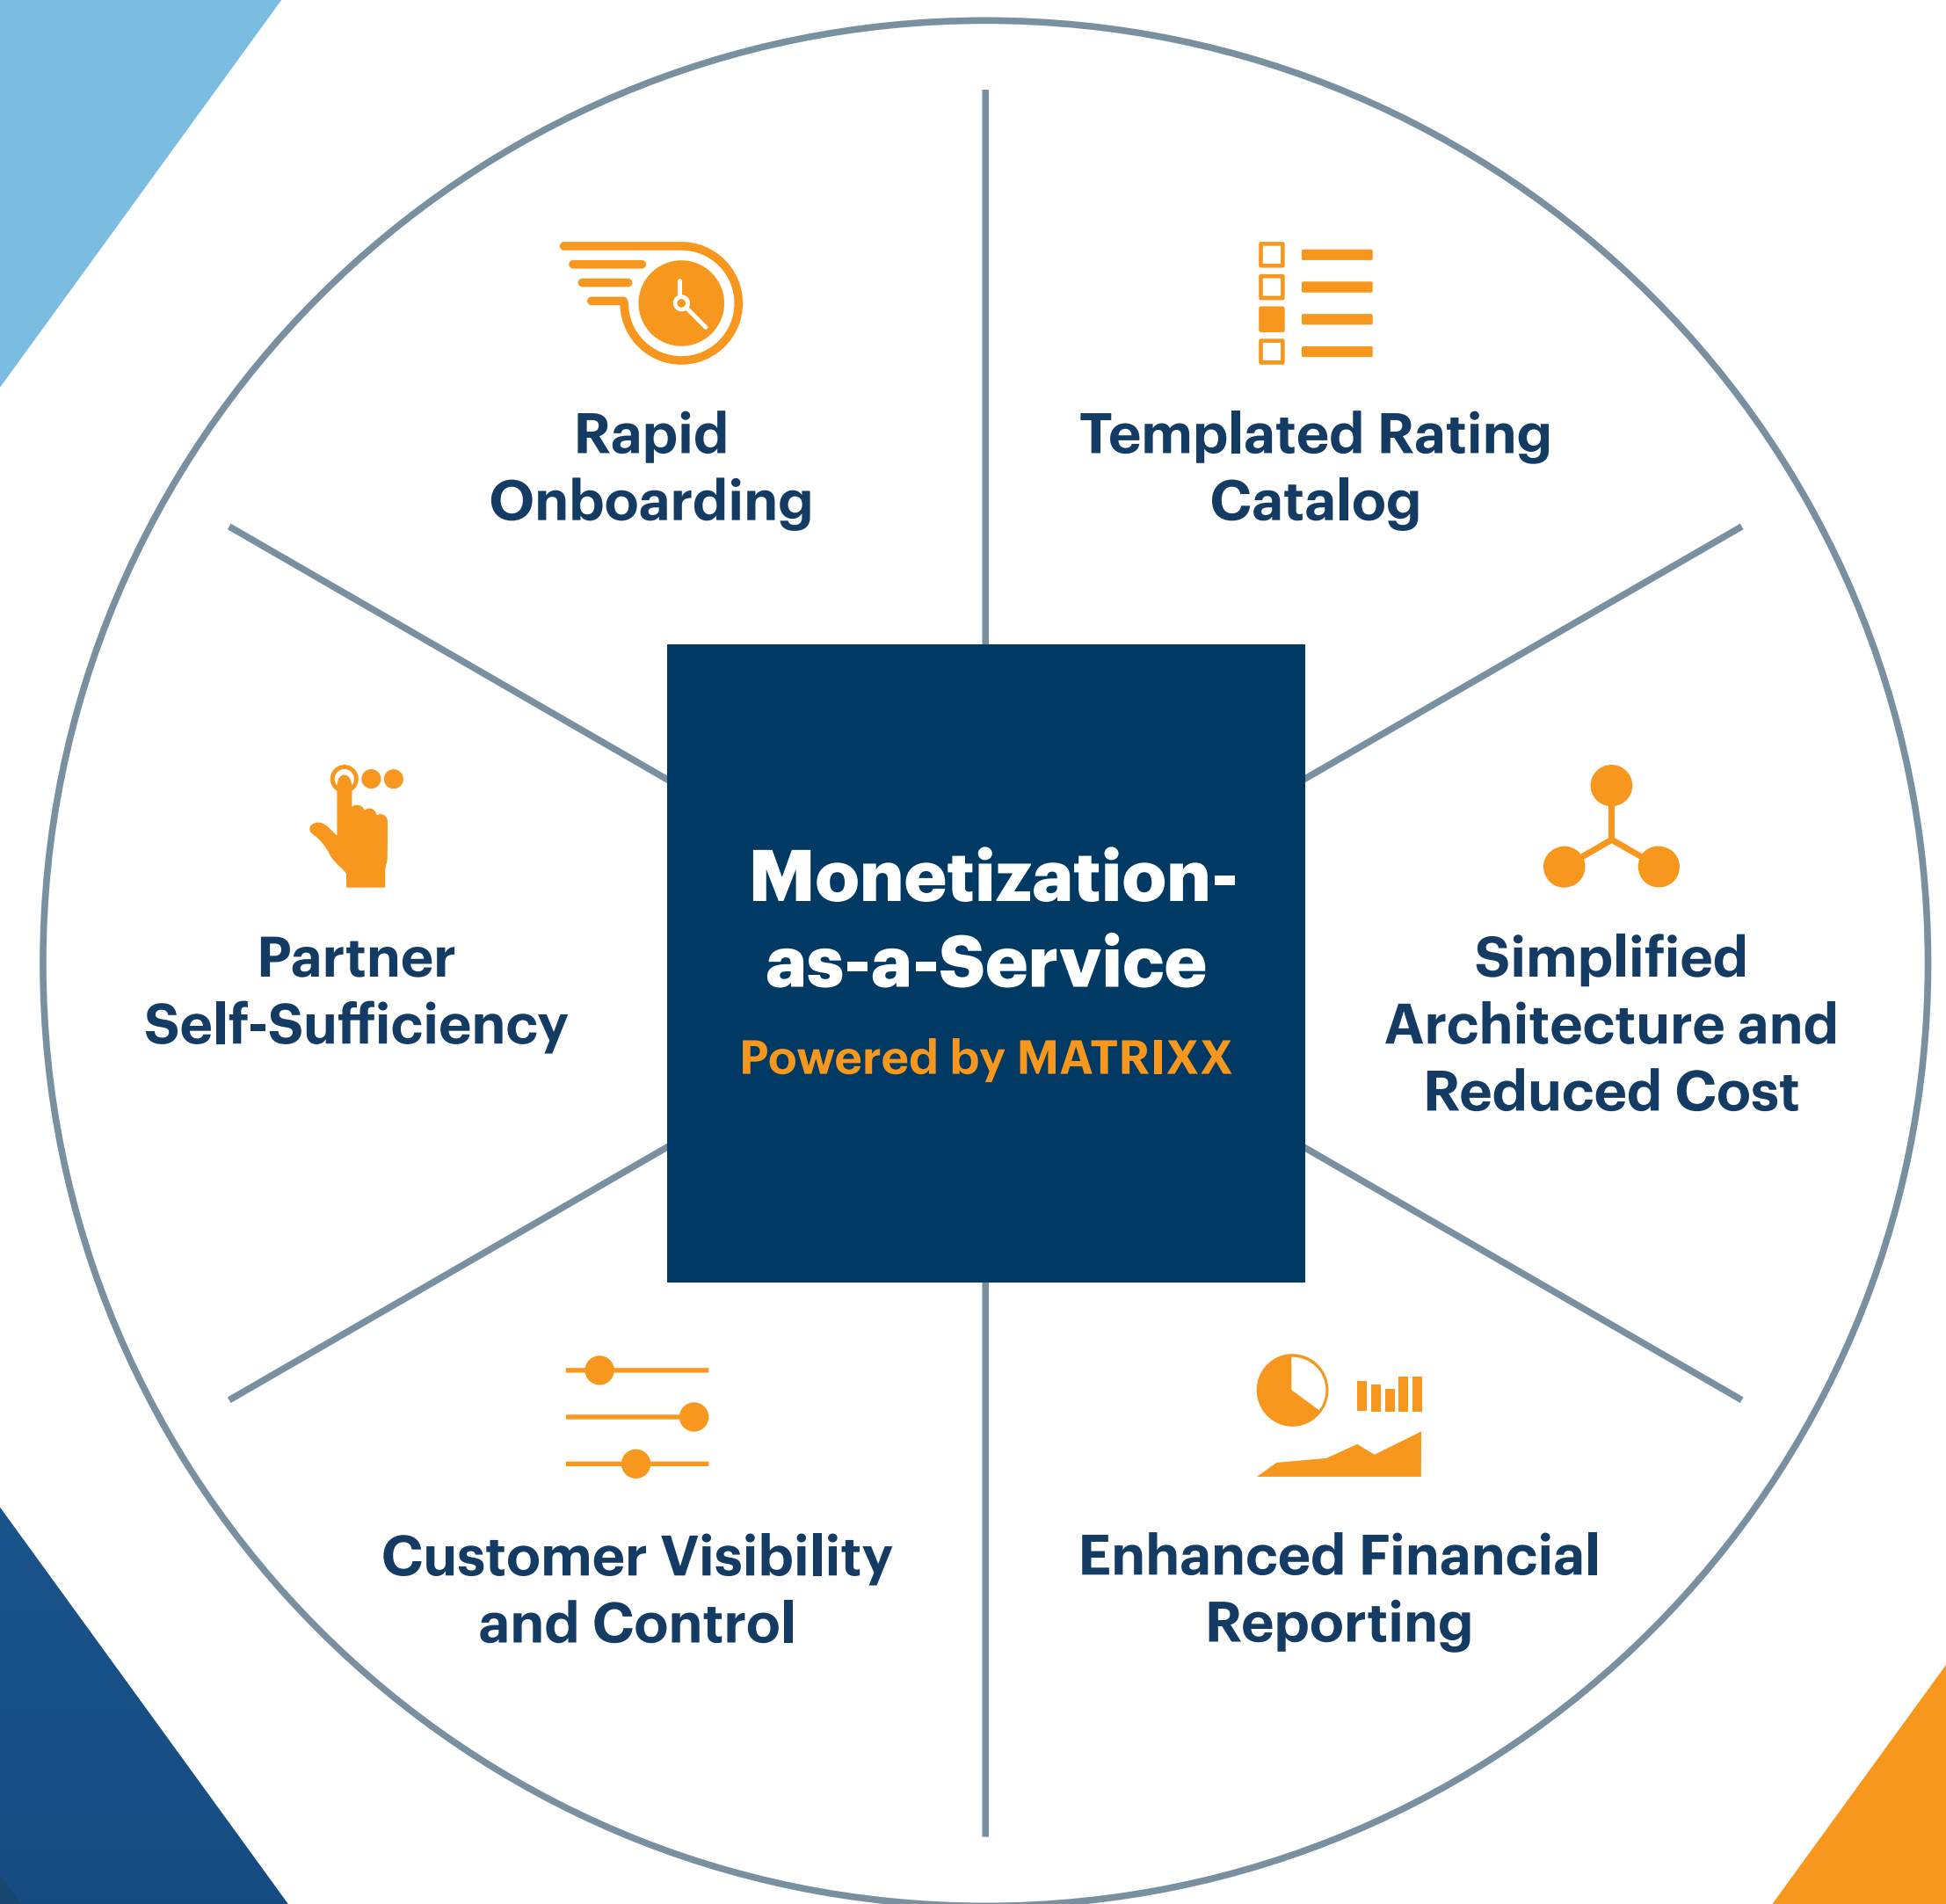 Rapid
Onboarding
Templated Rating
Catalog
Partner
Self-Sufficiency
Monetization-
as-a-Service
Powered by MATRIXX
Simplified
Architecture and
Reduced Cost
Customer Visibility
and Control
Enhanced Financial
Reporting